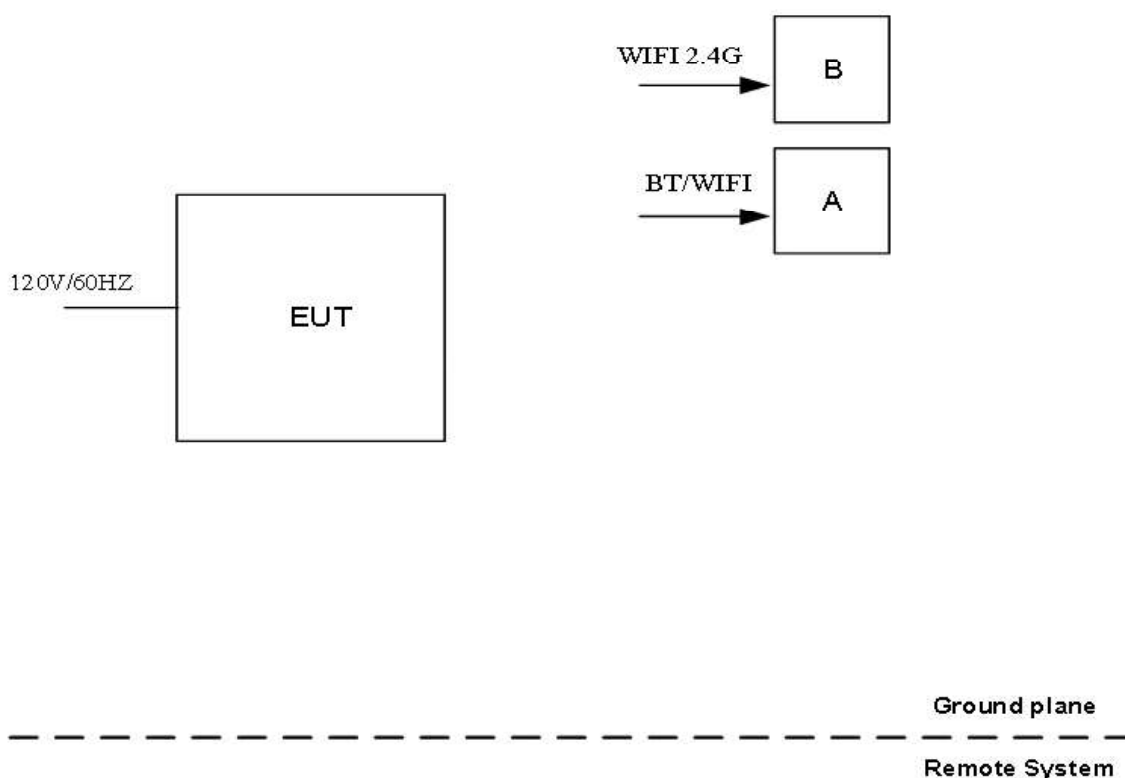 WIFI 2.4G
B
BT/WIFI
A
120V/60HZ
EUT
Ground plane
Remote System